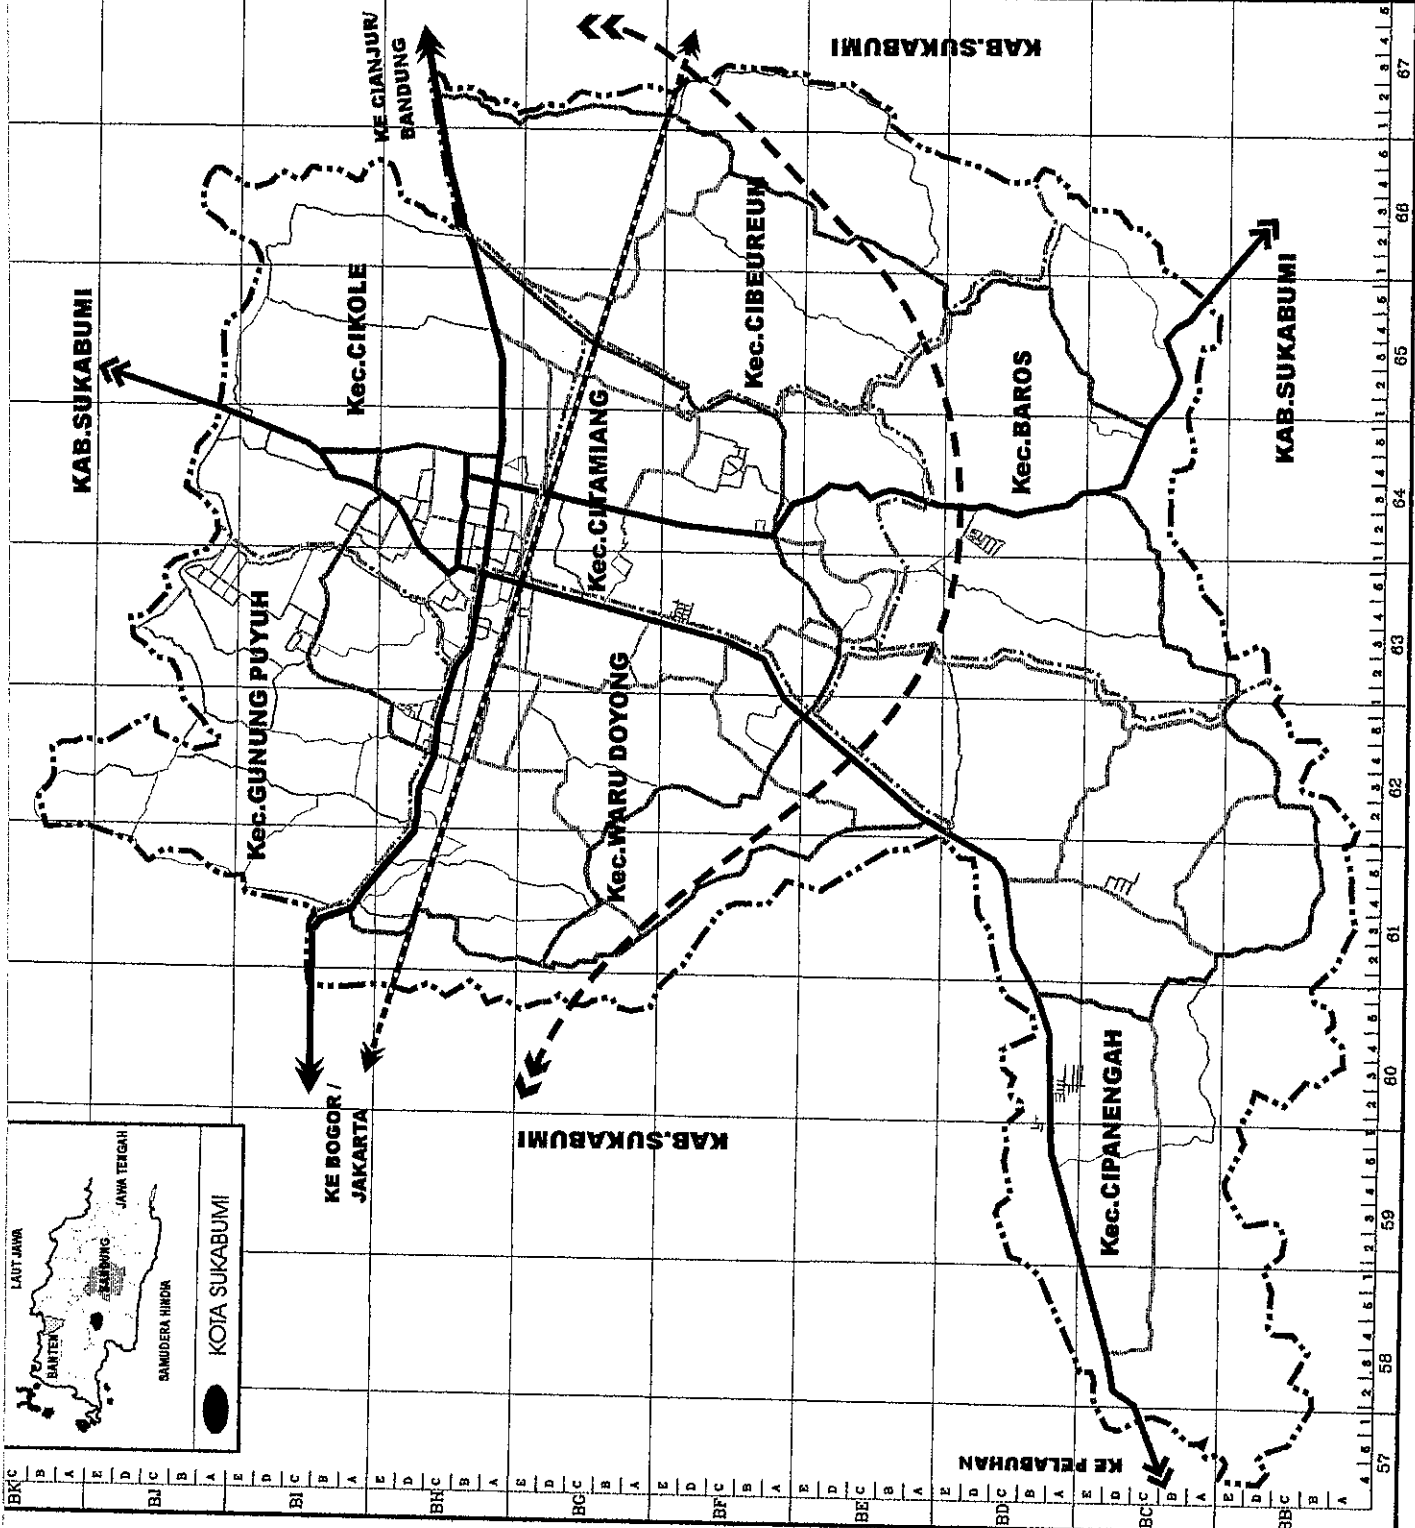 LAUT JAWA
BANTEN
BANDUNG
JAWA TENGAH
SAMUDERA HINDIA
KOTA SUKABUMI
KAB.SUKABUMI
KE CIANJUR/
BANDUNG
KAB.SUKABUMI
Kec.CIKOLE
Kec.GUNUNG PUYUH
Kec.CITAMIANG
Kec.CIBEUREUM
Kec.WARU DOYONG
Kec.BAROS
KAB.SUKABUMI
KE BOGOR /
JAKARTA
KAB.SUKABUMI
Kec.CIPANENGAH
KE PELABUHAN
BK
BJ
BI
BH
BG
BF
BE
BD
BC
BB
57
58
59
60
61
62
63
64
65
66
67